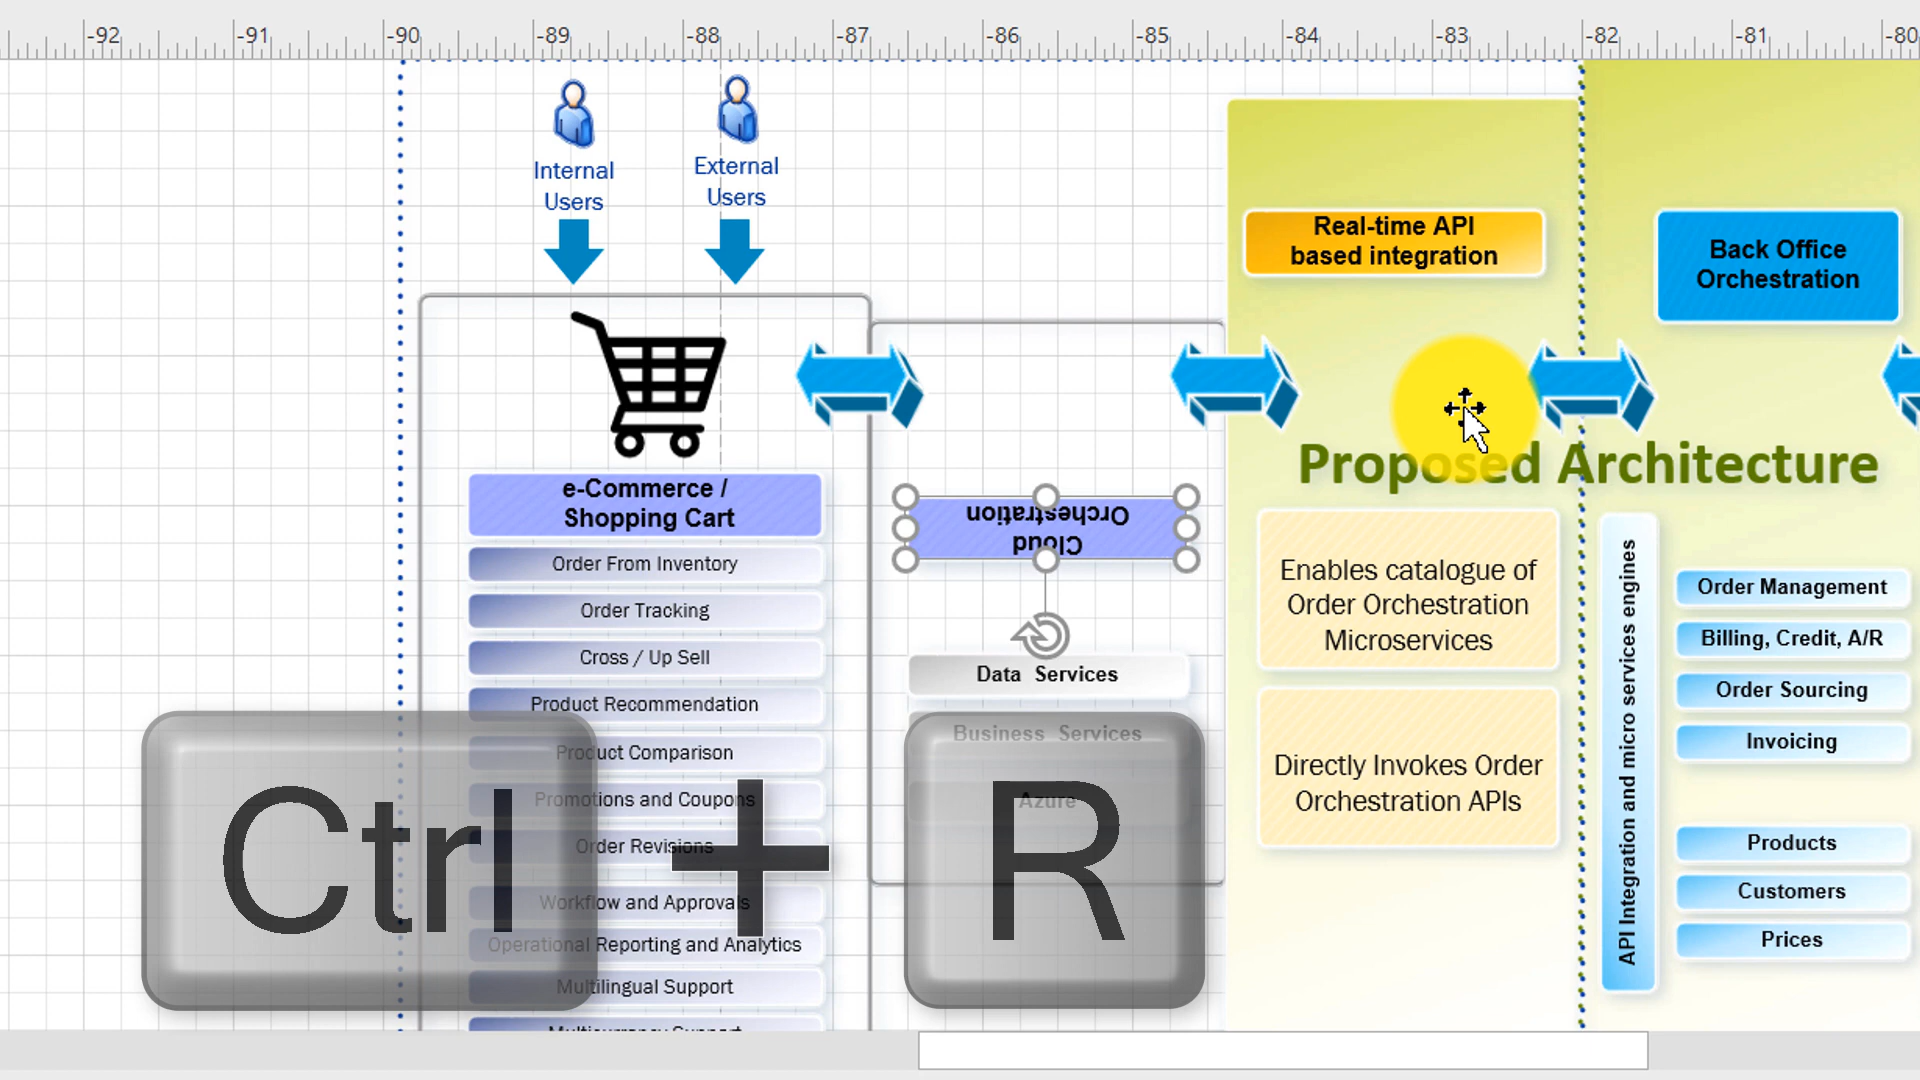 -92 -91 -90 -89 -88 -87 -86 -85 -84 -83 -82 -81 -80
Internal
Users
External
Users
Real-time API
based integration
Back Office
Orchestration
Proposed Architecture
e-Commerce /
Shopping Cart
Order From Inventory
Order Tracking
Cross / Up Sell
Product Recommendation
Product Comparison
Promotions and Coupons
Order Revisions
Workflow and Approvals
Operational Reporting and Analytics
Multilingual Support
Multicurrency Support
Cloud
Orchestration
Data Services
Business Services
Azure
Enables catalogue of
Order Orchestration
Microservices
Directly Invokes Order
Orchestration APIs
API Integration and micro services engines
Order Management
Billing, Credit, A/R
Order Sourcing
Invoicing
Products
Customers
Prices
Ctrl + R